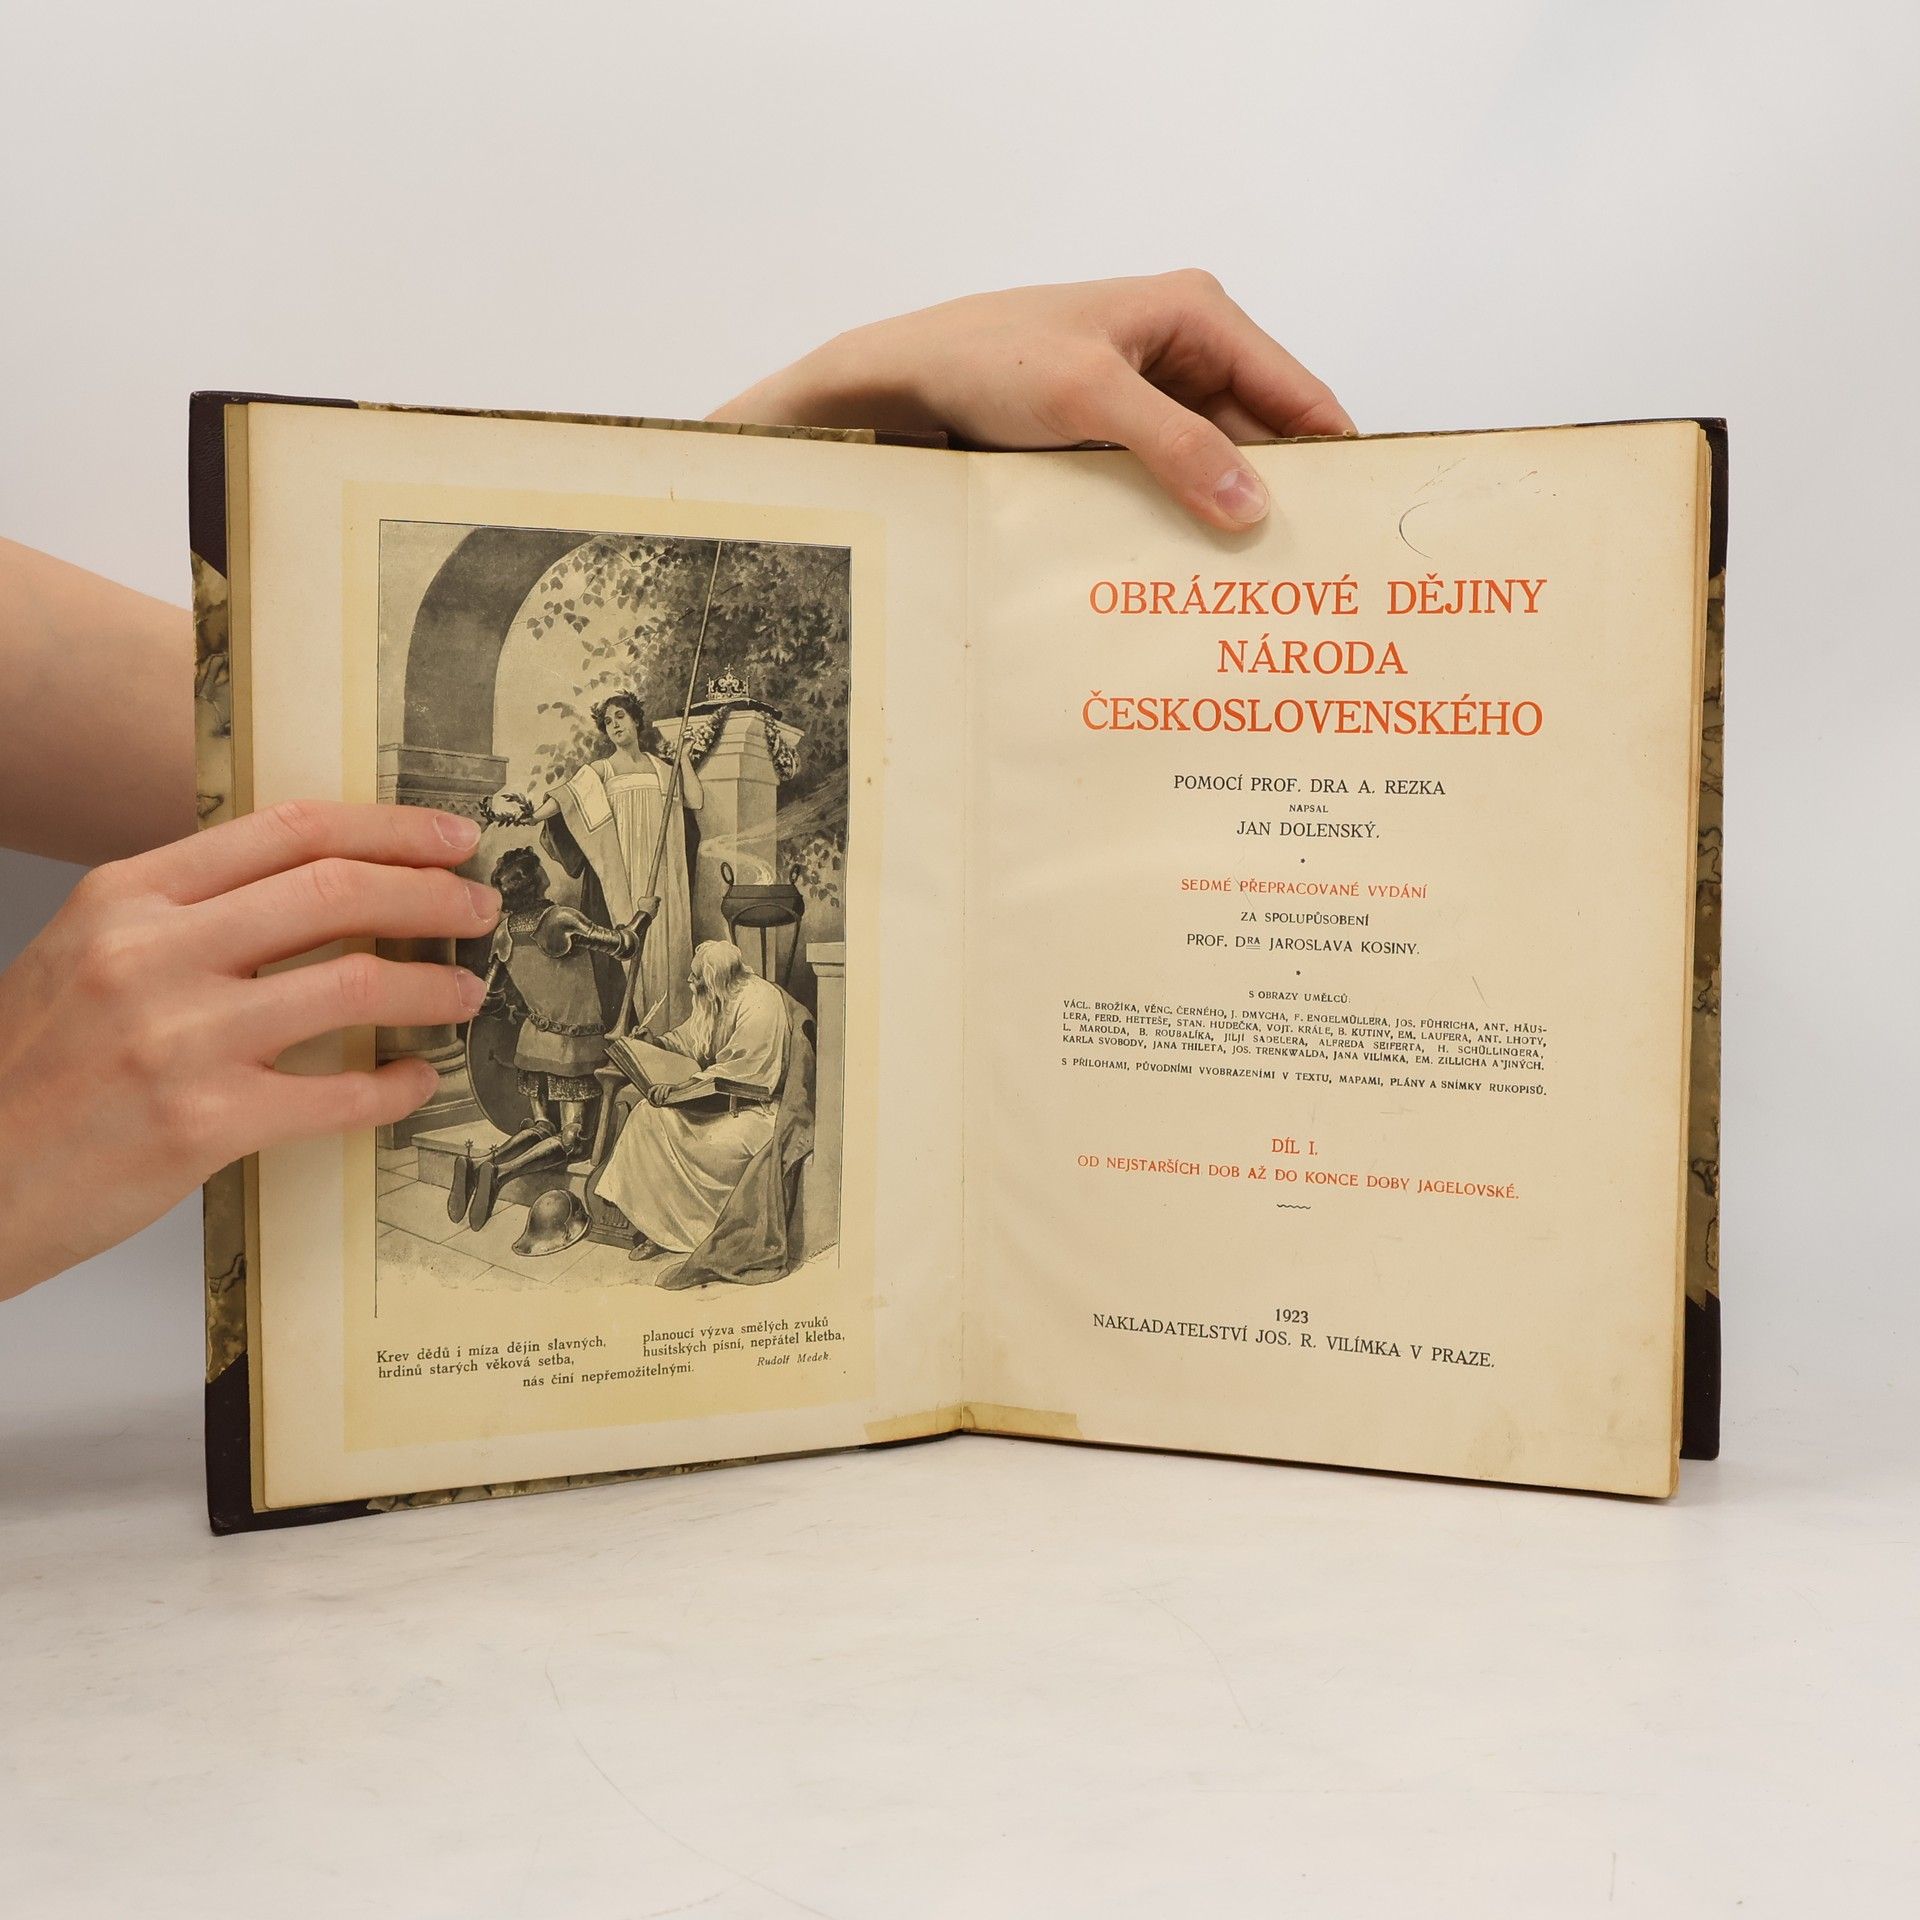 Krev dědů i míza dějin slavných,
hrdinů starých věková setba,
planoucí výzva smělých zvuků
husitských písní, nepřátel kletba,
nás činí nepřemožitelnými.
Rudolf Medek.
OBRÁZKOVÉ DĚJINY
NÁRODA
ČESKOSLOVENSKÉHO
POMOCÍ PROF. DRA A. REZKA
NAPSAL
JAN DOLENSKÝ.
*
SEDMÉ PŘEPRACOVANÉ VYDÁNÍ
ZA SPOLUPŮSOBENÍ
PROF. DRA JAROSLAVA KOSINY.
*
S OBRAZY UMĚLCŮ:
VÁCL. BROŽÍKA, VĚNC. ČERNÉHO, J. DMYCHA, F. ENGELMÜLLERA, JOS. FÜHRICHA, ANT. HÄUS-
LERA, FERD. HETTEŠE, STAN. HUDEČKA, VOJT. KRÁLE, B. KUTINY, EM. LAUFERA, ANT. LHOTY,
L. MAROLDA, B. ROUBALÍKA, JILJÍ SADELERA, ALFREDA SEIFERTA, H. SCHÜLLINGERA,
KARLA SVOBODY, JANA THILETA, JOS. TRENKWALDA, JANA VILÍMKA, EM. ZILLICHA A JINÝCH.
S PŘÍLOHAMI, PŮVODNÍMI VYOBRAZENÍMI V TEXTU, MAPAMI, PLÁNY A SNÍMKY RUKOPISŮ.
DÍL I.
OD NEJSTARŠÍCH DOB AŽ DO KONCE DOBY JAGELOVSKÉ.
1923
NAKLADATELSTVÍ JOS. R. VILÍMKA V PRAZE.